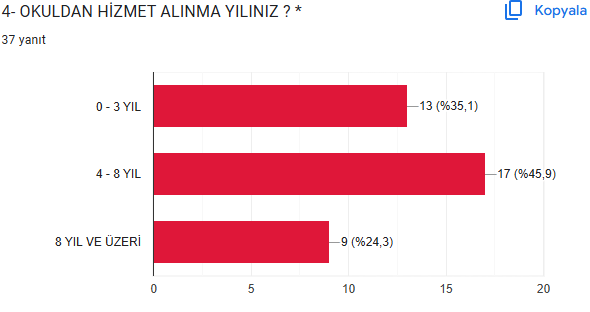 4- OKULDAN HİZMET ALINMA YILINIZ ? *
Kopyala
37 yanıt
0 - 3 YIL
13 (%35,1)
4 - 8 YIL
17 (%45,9)
8 YIL VE ÜZERİ
9 (%24,3)
0 5 10 15 20